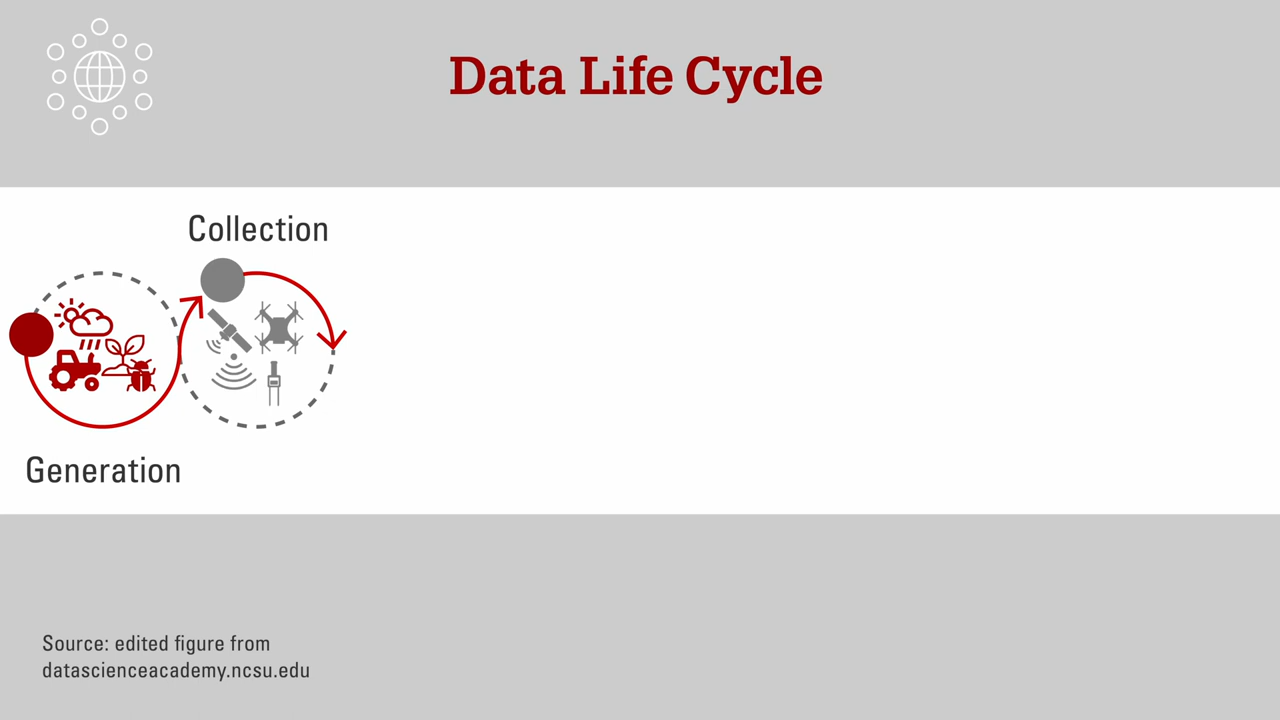 Data Life Cycle
Collection
Generation
Source: edited figure from
datascienceacademy.ncsu.edu